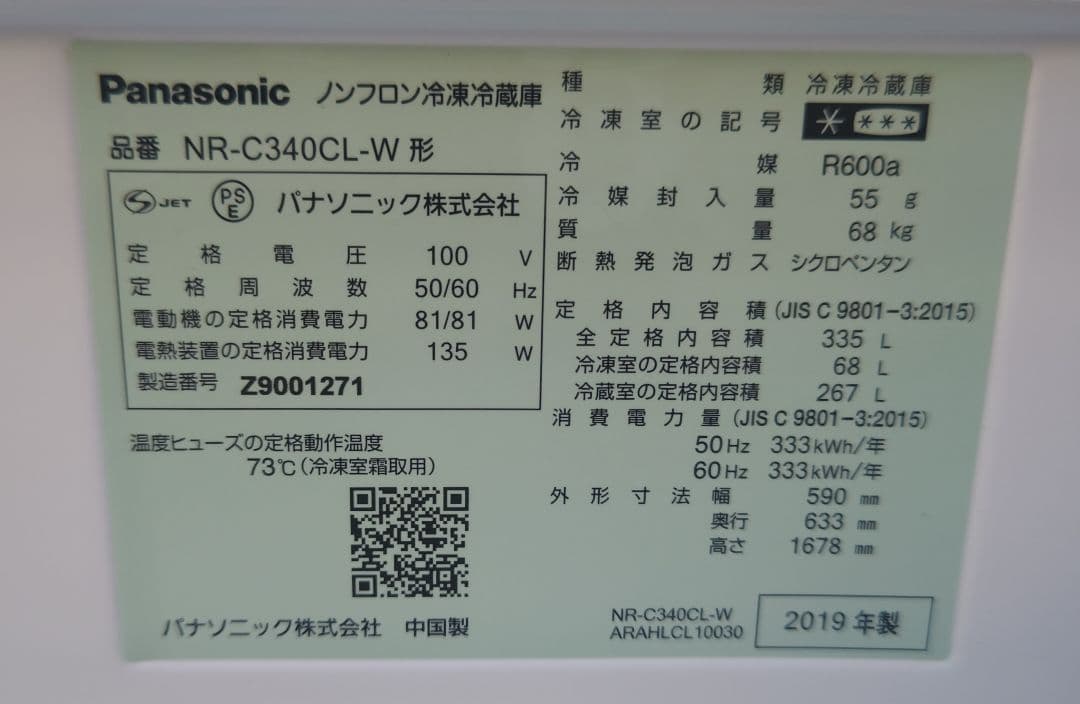 Panasonic ノンフロン冷凍冷蔵庫
品番 NR-C340CL-W 形
JET PSE パナソニック株式会社
定格電圧 100 V
定格周波数 50/60 Hz
電動機の定格消費電力 81/81 W
電熱装置の定格消費電力 135 W
製造番号 Z9001271
温度ヒューズの定格動作温度
73℃(冷凍室霜取用)
パナソニック株式会社 中国製
種類 冷凍冷蔵庫
冷凍室の記号 * ***
冷媒 R600a
冷媒封入量 55 g
質量 68 kg
断熱発泡ガス シクロペンタン
定格内容積 (JIS C 9801-3:2015)
全定格内容積 335 L
冷凍室の定格内容積 68 L
冷蔵室の定格内容積 267 L
消費電力量 (JIS C 9801-3:2015)
50 Hz 333 kWh/年
60 Hz 333 kWh/年
外形寸法 幅 590 mm
奥行 633 mm
高さ 1678 mm
NR-C340CL-W
ARAHLCL10030
2019 年製